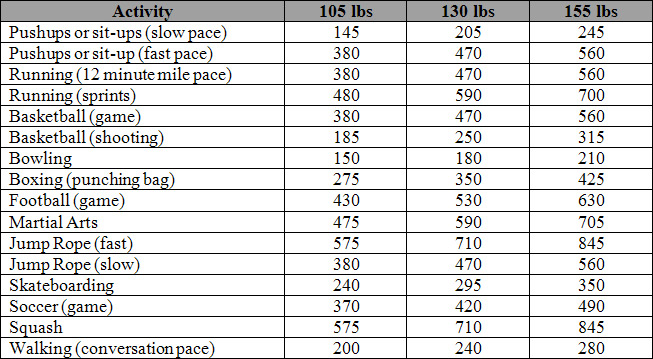 Activity 105 lbs 130 lbs 155 lbs
Pushups or sit-ups (slow pace) 145 205 245
Pushups or sit-up (fast pace) 380 470 560
Running (12 minute mile pace) 380 470 560
Running (sprints) 480 590 700
Basketball (game) 380 470 560
Basketball (shooting) 185 250 315
Bowling 150 180 210
Boxing (punching bag) 275 350 425
Football (game) 430 530 630
Martial Arts 475 590 705
Jump Rope (fast) 575 710 845
Jump Rope (slow) 380 470 560
Skateboarding 240 295 350
Soccer (game) 370 420 490
Squash 575 710 845
Walking (conversation pace) 200 240 280